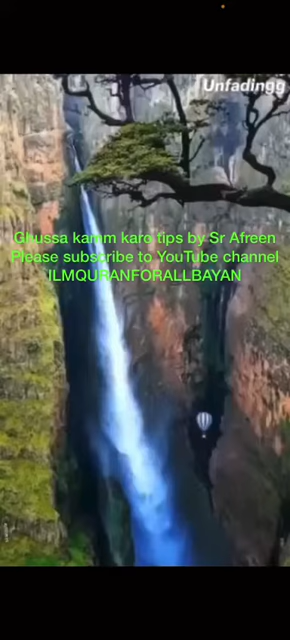 Unfadingg
Ghussa kamm karo tips by Sr Afreen
Please subscribe to YouTube channel
ILMQURANFORALLBAYAN